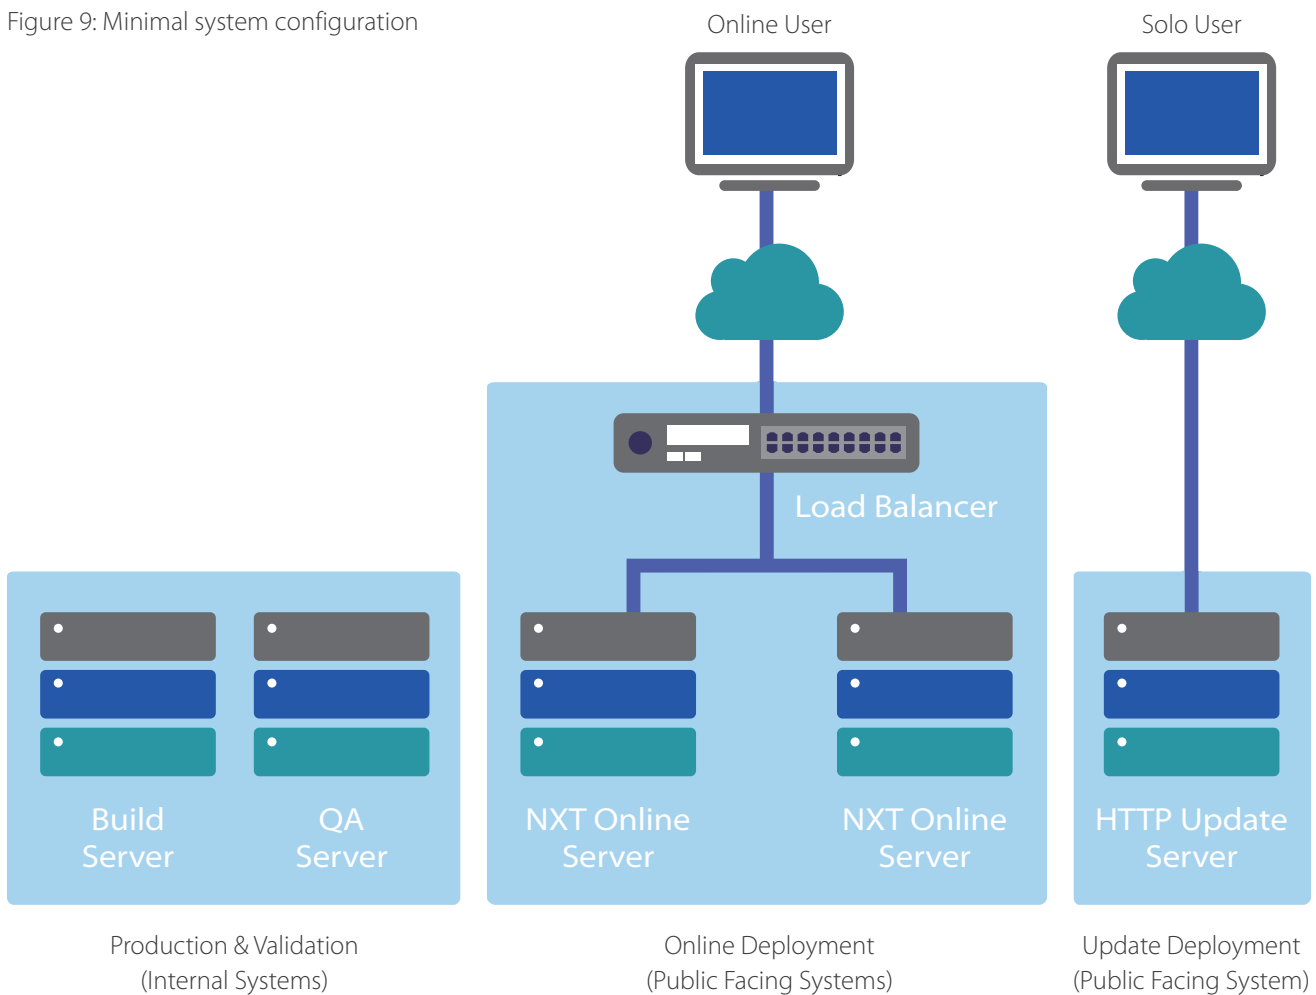 Figure 9: Minimal system configuration
Online User
Solo User
Load Balancer
Build
Server
QA
Server
NXT Online
Server
NXT Online
Server
HTTP Update
Server
Production & Validation
(Internal Systems)
Online Deployment
(Public Facing Systems)
Update Deployment
(Public Facing System)